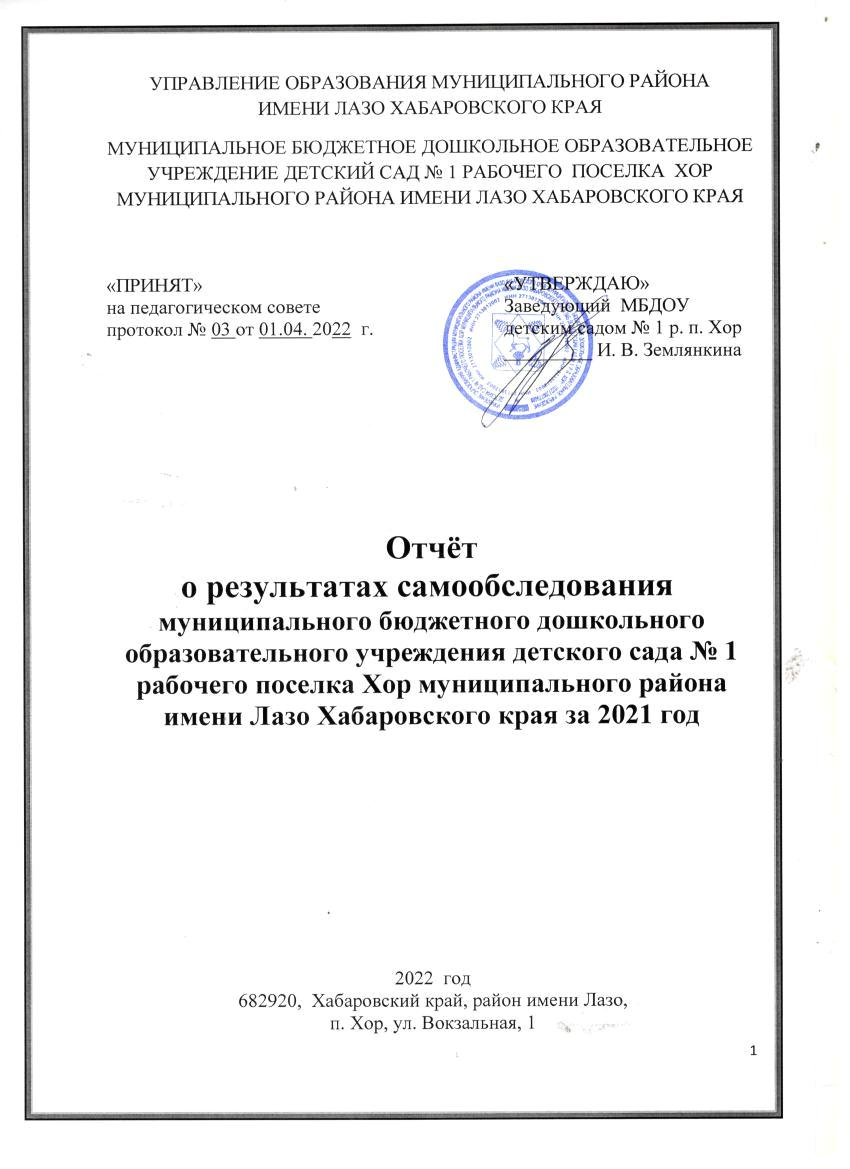 УПРАВЛЕНИЕ ОБРАЗОВАНИЯ МУНИЦИПАЛЬНОГО РАЙОНА
ИМЕНИ ЛАЗО ХАБАРОВСКОГО КРАЯ
МУНИЦИПАЛЬНОЕ БЮДЖЕТНОЕ ДОШКОЛЬНОЕ ОБРАЗОВАТЕЛЬНОЕ
УЧРЕЖДЕНИЕ ДЕТСКИЙ САД № 1 РАБОЧЕГО ПОСЕЛКА ХОР
МУНИЦИПАЛЬНОГО РАЙОНА ИМЕНИ ЛАЗО ХАБАРОВСКОГО КРАЯ
«ПРИНЯТ»
на педагогическом совете
протокол № 03 от 01.04. 2022 г.
«УТВЕРЖДАЮ»
Заведующий МБДОУ
детским садом № 1 р. п. Хор
И. В. Землянкина
Отчёт
о результатах самообследования
муниципального бюджетного дошкольного
образовательного учреждения детского сада № 1
рабочего поселка Хор муниципального района
имени Лазо Хабаровского края за 2021 год
2022 год
682920, Хабаровский край, район имени Лазо,
п. Хор, ул. Вокзальная, 1
1